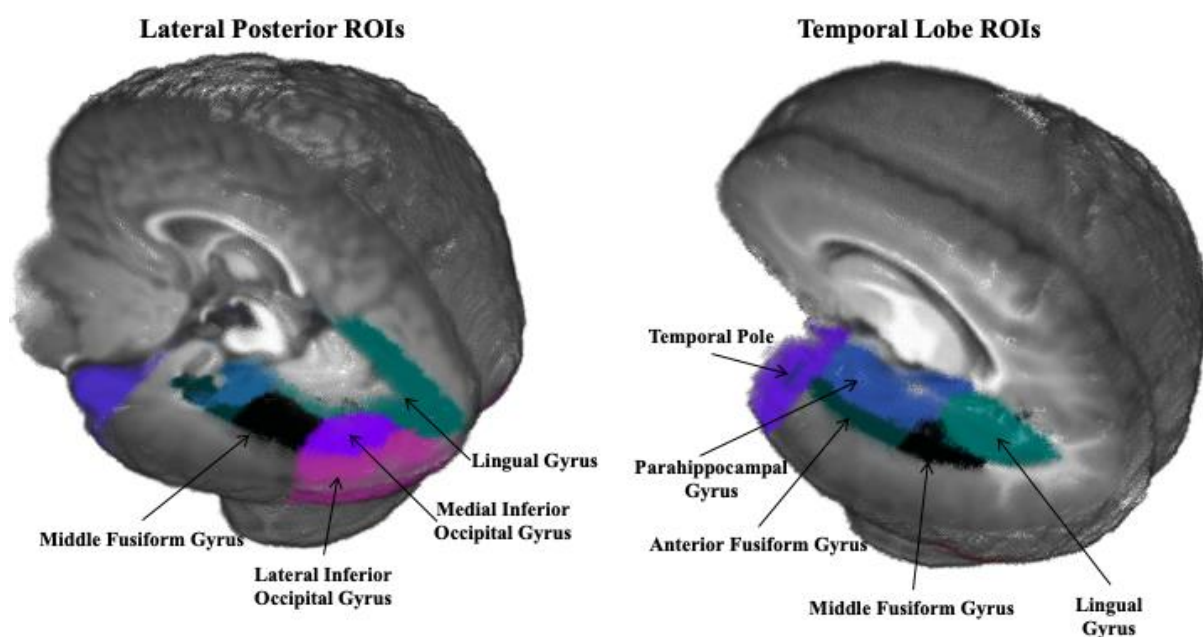 Lateral Posterior ROIs
Lingual Gyrus
Medial Inferior
Occipital Gyrus
Middle Fusiform Gyrus
Lateral Inferior
Occipital Gyrus
Temporal Lobe ROIs
Temporal Pole
Parahippocampal
Gyrus
Anterior Fusiform Gyrus
Middle Fusiform Gyrus
Lingual
Gyrus